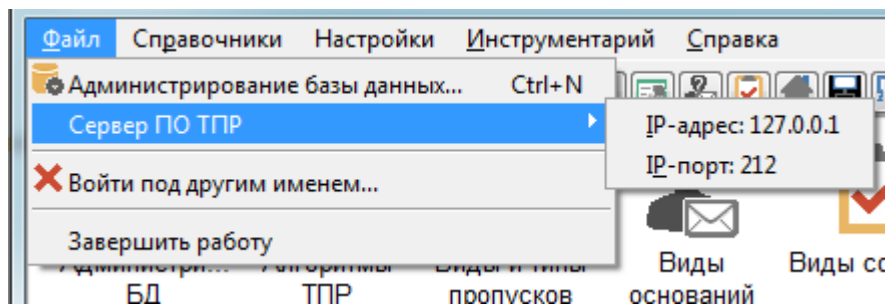 Файл Справочники Настройки Инструментарий Справка
Администрирование базы данных... Ctrl+N
Сервер ПО ТПР
IP-адрес: 127.0.0.1
IP-порт: 212
Войти под другим именем...
Завершить работу
Виды Виды
БД ТПР пропусков оснований